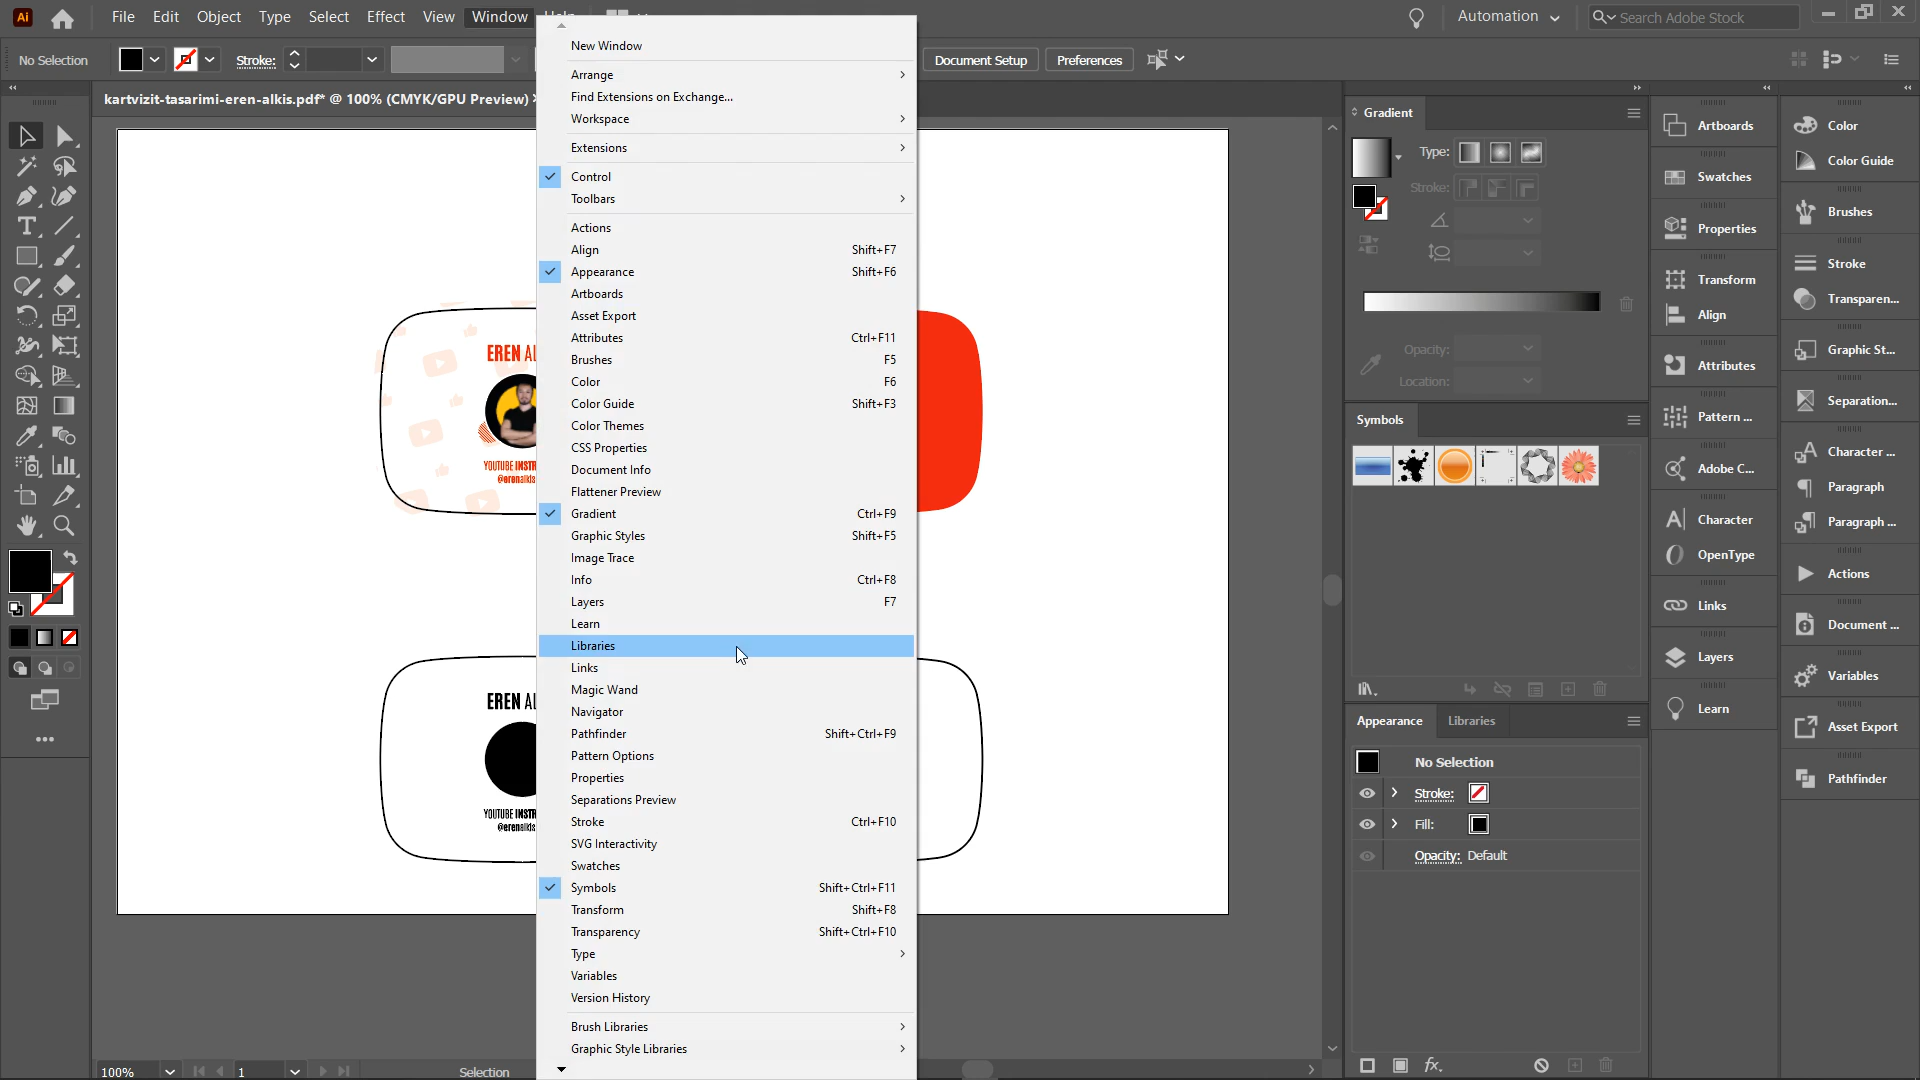 Ai File Edit Object Type Select Effect View Window Help
Automation
Search Adobe Stock
No Selection
Stroke:
Document Setup
Preferences
kartvizit-tasarimi-eren-alkis.pdf* @ 100% (CMYK/GPU Preview)
New Window
Arrange
Find Extensions on Exchange...
Workspace
Extensions
Control
Toolbars
Actions
Align Shift+F7
Appearance Shift+F6
Artboards
Asset Export
Attributes Ctrl+F11
Brushes F5
Color F6
Color Guide Shift+F3
Color Themes
CSS Properties
Document Info
Flattener Preview
Gradient Ctrl+F9
Graphic Styles Shift+F5
Image Trace
Info Ctrl+F8
Layers F7
Learn
Libraries
Links
Magic Wand
Navigator
Pathfinder Shift+Ctrl+F9
Pattern Options
Properties
Separations Preview
Stroke Ctrl+F10
SVG Interactivity
Swatches
Symbols Shift+Ctrl+F11
Transform Shift+F8
Transparency Shift+Ctrl+F10
Type
Variables
Version History
Brush Libraries
Graphic Style Libraries
EREN AL
YOUTUBE INSTR
@erenalkis
EREN AL
YOUTUBE INSTR
@erenalkis
Gradient
Type:
Stroke:
Opacity:
Location:
Symbols
Appearance
Libraries
No Selection
Stroke:
Fill:
Opacity: Default
fx.
Artboards
Swatches
Properties
Transform
Align
Attributes
Pattern ...
Adobe C...
Character
OpenType
Links
Layers
Learn
Color
Color Guide
Brushes
Stroke
Transparen...
Graphic St...
Separation...
Character ...
Paragraph
Paragraph ...
Actions
Document ...
Variables
Asset Export
Pathfinder
100%
1
Selection